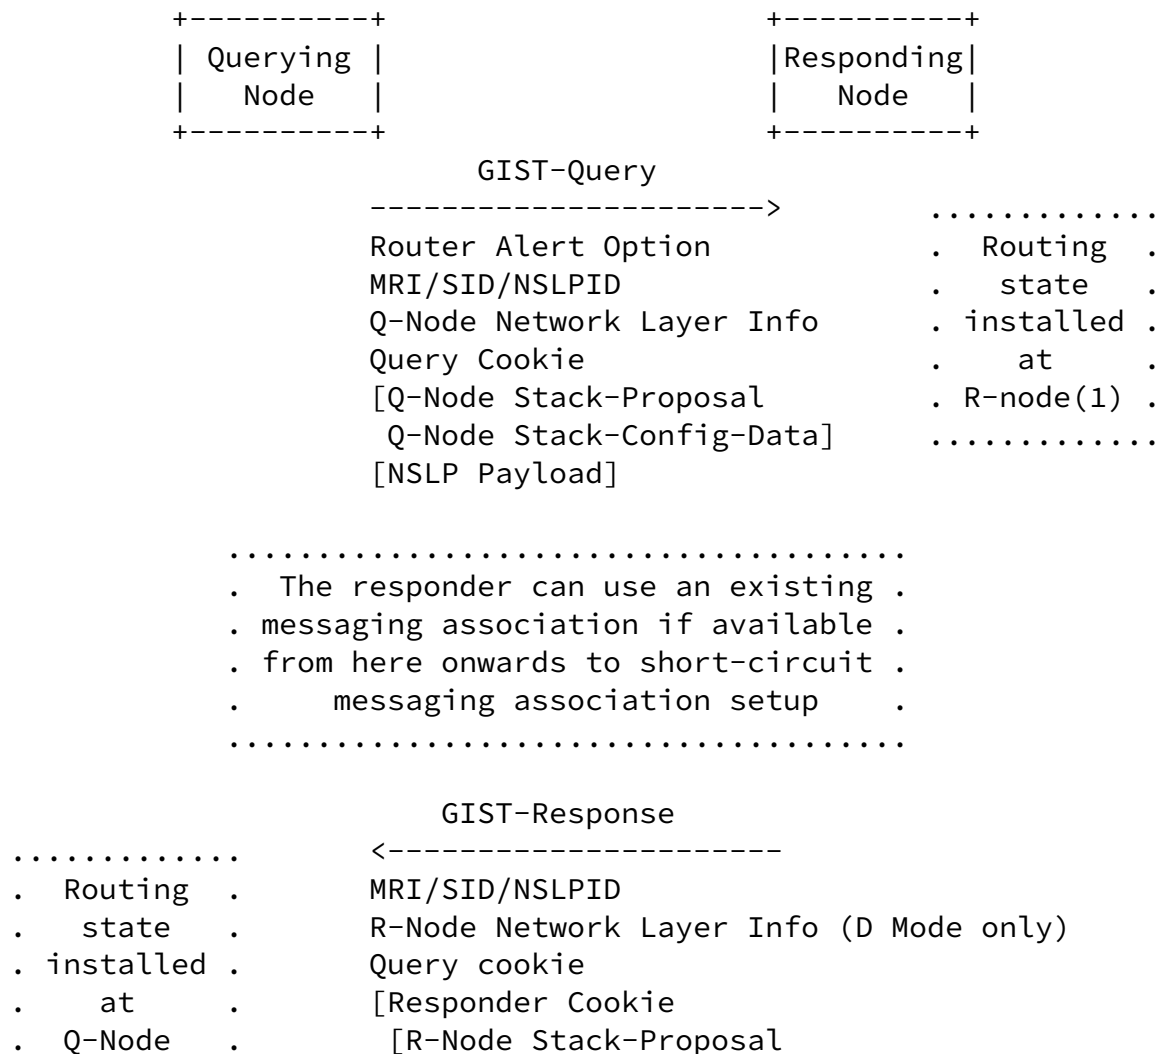 +----------+                     +----------+
| Querying |                     |Responding|
|   Node   |                     |   Node   |
+----------+                     +----------+
GIST-Query
---------------------->        .............
Router Alert Option            .  Routing  .
MRI/SID/NSLPID                 .   state   .
Q-Node Network Layer Info      . installed .
Query Cookie                   .    at     .
[Q-Node Stack-Proposal         . R-node(1) .
Q-Node Stack-Config-Data]     .............
[NSLP Payload]
......................................
.  The responder can use an existing .
. messaging association if available .
. from here onwards to short-circuit .
.     messaging association setup    .
......................................
GIST-Response
.............       <----------------------
.  Routing  .       MRI/SID/NSLPID
.   state   .       R-Node Network Layer Info (D Mode only)
. installed .       Query cookie
.    at     .       [Responder Cookie
.  Q-Node   .        [R-Node Stack-Proposal